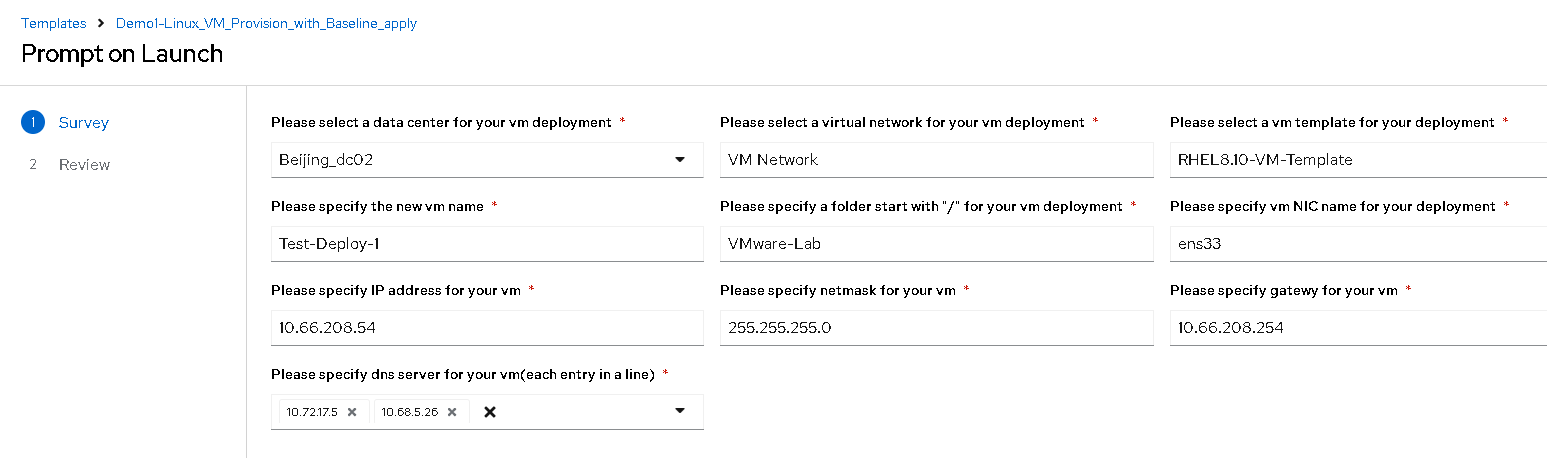 Templates > Demo1-Linux_VM_Provision_with_Baseline_apply
Prompt on Launch
1 Survey
2 Review
Please select a data center for your vm deployment *
Beijing_dc02
Please select a virtual network for your vm deployment *
VM Network
Please select a vm template for your deployment *
RHEL8.10-VM-Template
Please specify the new vm name *
Test-Deploy-1
Please specify a folder start with "/" for your vm deployment *
VMware-Lab
Please specify vm NIC name for your deployment *
ens33
Please specify IP address for your vm *
10.66.208.54
Please specify netmask for your vm *
255.255.255.0
Please specify gatewy for your vm *
10.66.208.254
Please specify dns server for your vm(each entry in a line) *
10.72.17.5 10.68.5.26